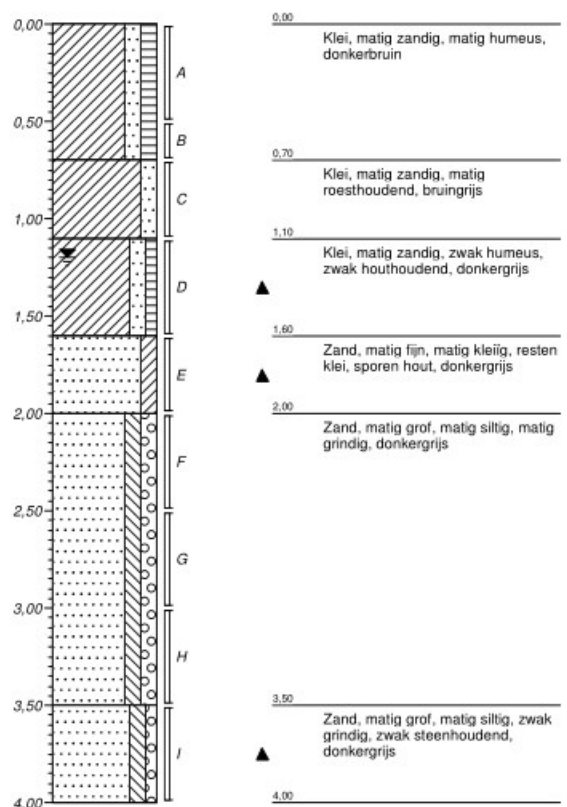 0,00
0,50
1,00
1,50
2,00
2,50
3,00
3,50
4,00
A
B
C
D
E
F
G
H
I
0,00
Klei, matig zandig, matig humeus,
donkerbruin
0,70
Klei, matig zandig, matig
roesthoudend, bruingrijs
1,10
Klei, matig zandig, zwak humeus,
zwak houthoudend, donkergrijs
1,60
Zand, matig fijn, matig kleiïg, resten
klei, sporen hout, donkergrijs
2,00
Zand, matig grof, matig siltig, matig
grindig, donkergrijs
3,50
Zand, matig grof, matig siltig, zwak
grindig, zwak steenhoudend,
donkergrijs
4,00